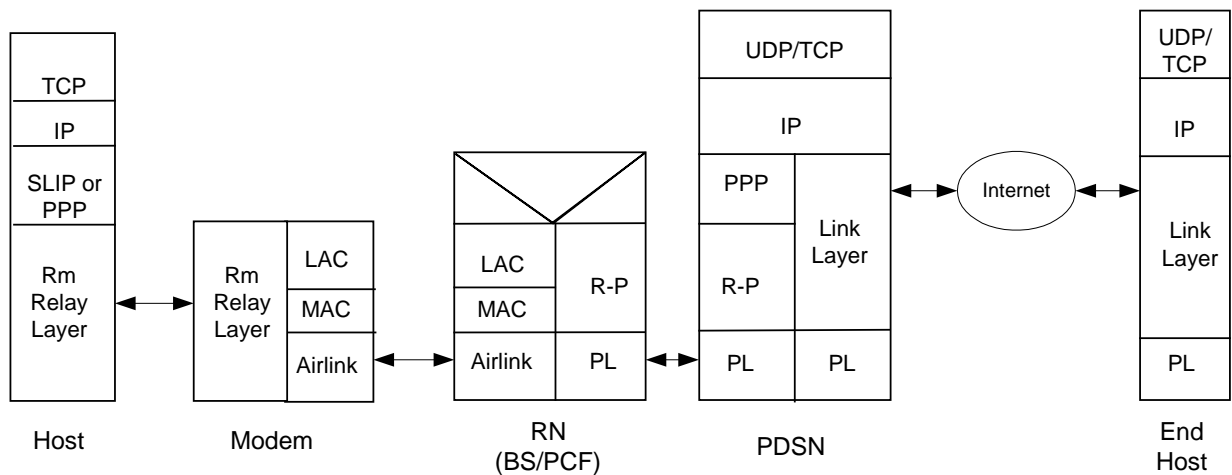 TCP
IP
SLIP or
PPP
Rm
Relay
Layer
Host
Rm
Relay
Layer
LAC
MAC
Airlink
Modem
LAC
MAC
Airlink
R-P
PL
RN
(BS/PCF)
UDP/TCP
IP
PPP
R-P
PL
Link
Layer
PL
PDSN
Internet
UDP/
TCP
IP
Link
Layer
PL
End
Host